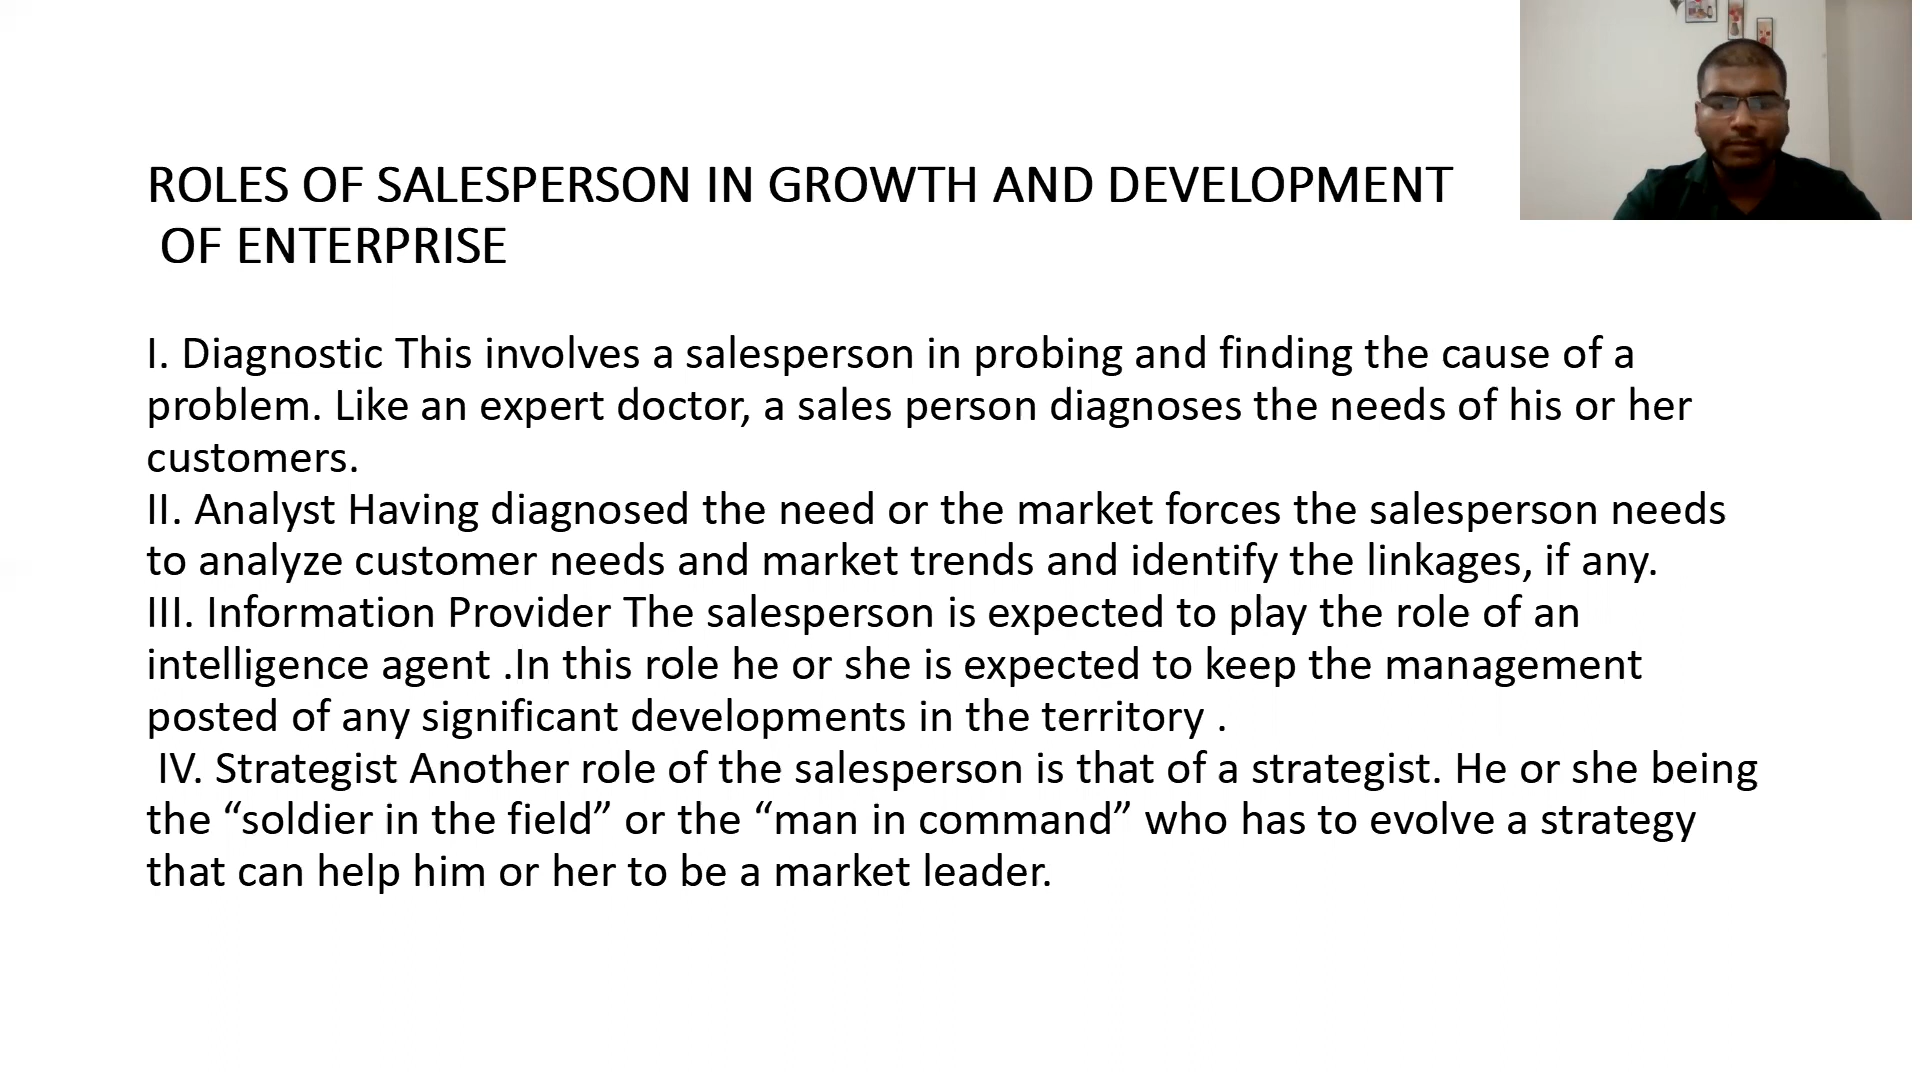 ROLES OF SALESPERSON IN GROWTH AND DEVELOPMENT
OF ENTERPRISE
I. Diagnostic This involves a salesperson in probing and finding the cause of a
problem. Like an expert doctor, a sales person diagnoses the needs of his or her
customers.
II. Analyst Having diagnosed the need or the market forces the salesperson needs
to analyze customer needs and market trends and identify the linkages, if any.
III. Information Provider The salesperson is expected to play the role of an
intelligence agent .In this role he or she is expected to keep the management
posted of any significant developments in the territory .
IV. Strategist Another role of the salesperson is that of a strategist. He or she being
the “soldier in the field” or the “man in command” who has to evolve a strategy
that can help him or her to be a market leader.